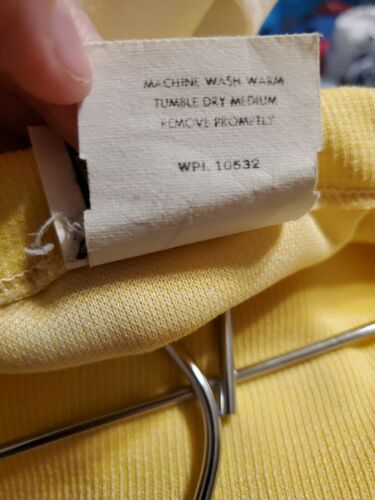 MACHINE WASH WARM
TUMBLE DRY MEDIUM
REMOVE PROMPTLY
WPL 10532